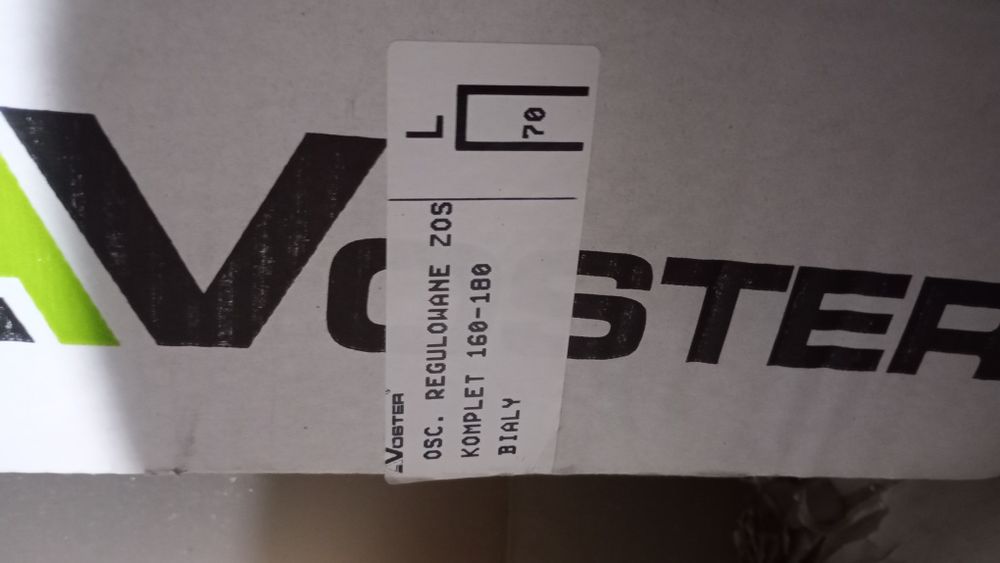 VOSTER
VOSTER
OSC. REGULOWANE ZOS
KOMPLET 160-180
BIALY
L
70